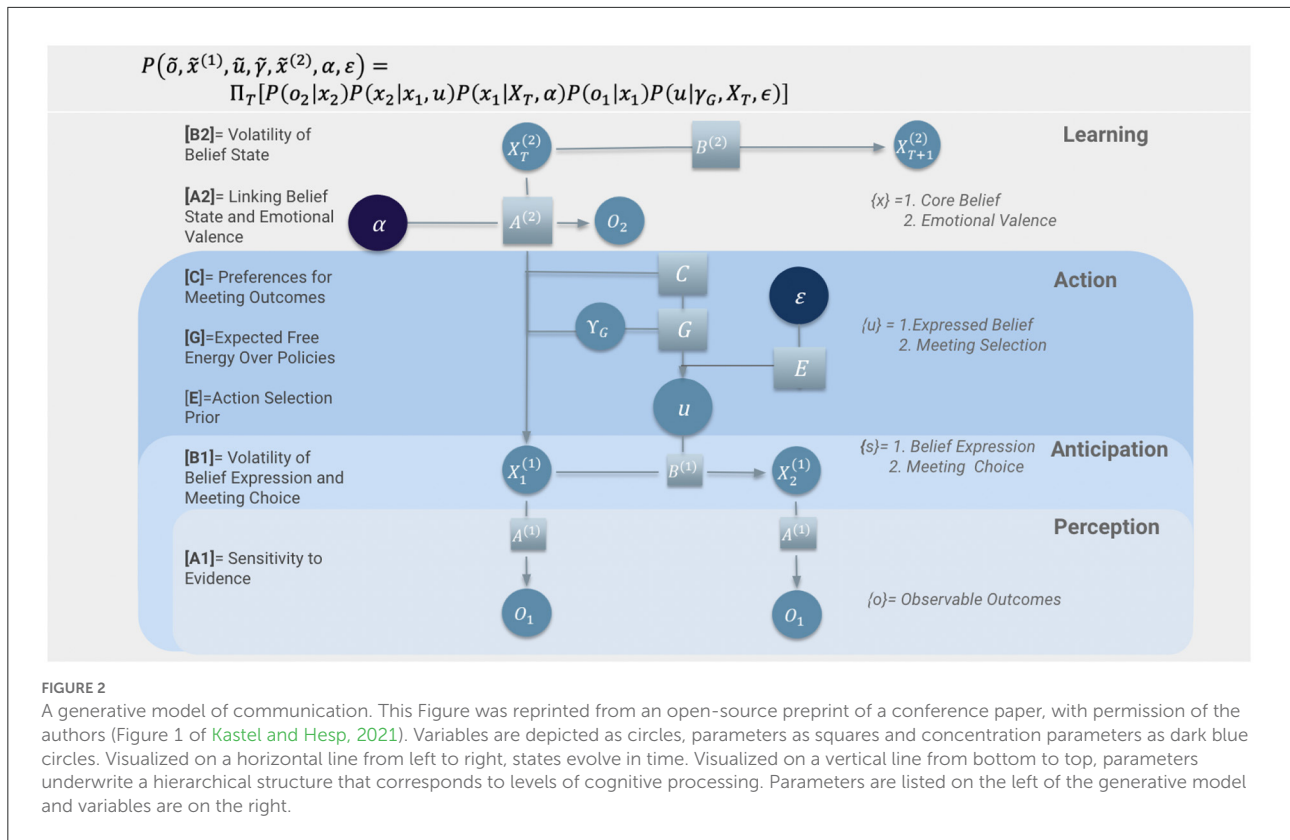 P(õ, x̃⁽¹⁾, ũ, γ̃, x̃⁽²⁾, α, ε) =
Π_T[P(o₂|x₂)P(x₂|x₁, u)P(x₁|X_T, α)P(o₁|x₁)P(u|γ_G, X_T, ϵ)]
[B2]= Volatility of
Belief State
X_T⁽²⁾
B⁽²⁾
X_{T+1}⁽²⁾
Learning
[A2]= Linking Belief
State and Emotional
Valence
α
A⁽²⁾
O₂
{x} =1. Core Belief
2. Emotional Valence
[C]= Preferences for
Meeting Outcomes
C
Action
ε
[G]=Expected Free
Energy Over Policies
ϒ_G
G
{u} = 1.Expressed Belief
2. Meeting Selection
E
[E]=Action Selection
Prior
u
[B1]= Volatility of
Belief Expression and
Meeting Choice
X₁⁽¹⁾
B⁽¹⁾
X₂⁽¹⁾
{s}= 1. Belief Expression
2. Meeting Choice
Anticipation
A⁽¹⁾
A⁽¹⁾
Perception
[A1]= Sensitivity to
Evidence
O₁
O₁
{o}= Observable Outcomes
FIGURE 2
A generative model of communication. This Figure was reprinted from an open-source preprint of a conference paper, with permission of the
authors (Figure 1 of Kastel and Hesp, 2021). Variables are depicted as circles, parameters as squares and concentration parameters as dark blue
circles. Visualized on a horizontal line from left to right, states evolve in time. Visualized on a vertical line from bottom to top, parameters
underwrite a hierarchical structure that corresponds to levels of cognitive processing. Parameters are listed on the left of the generative model
and variables are on the right.